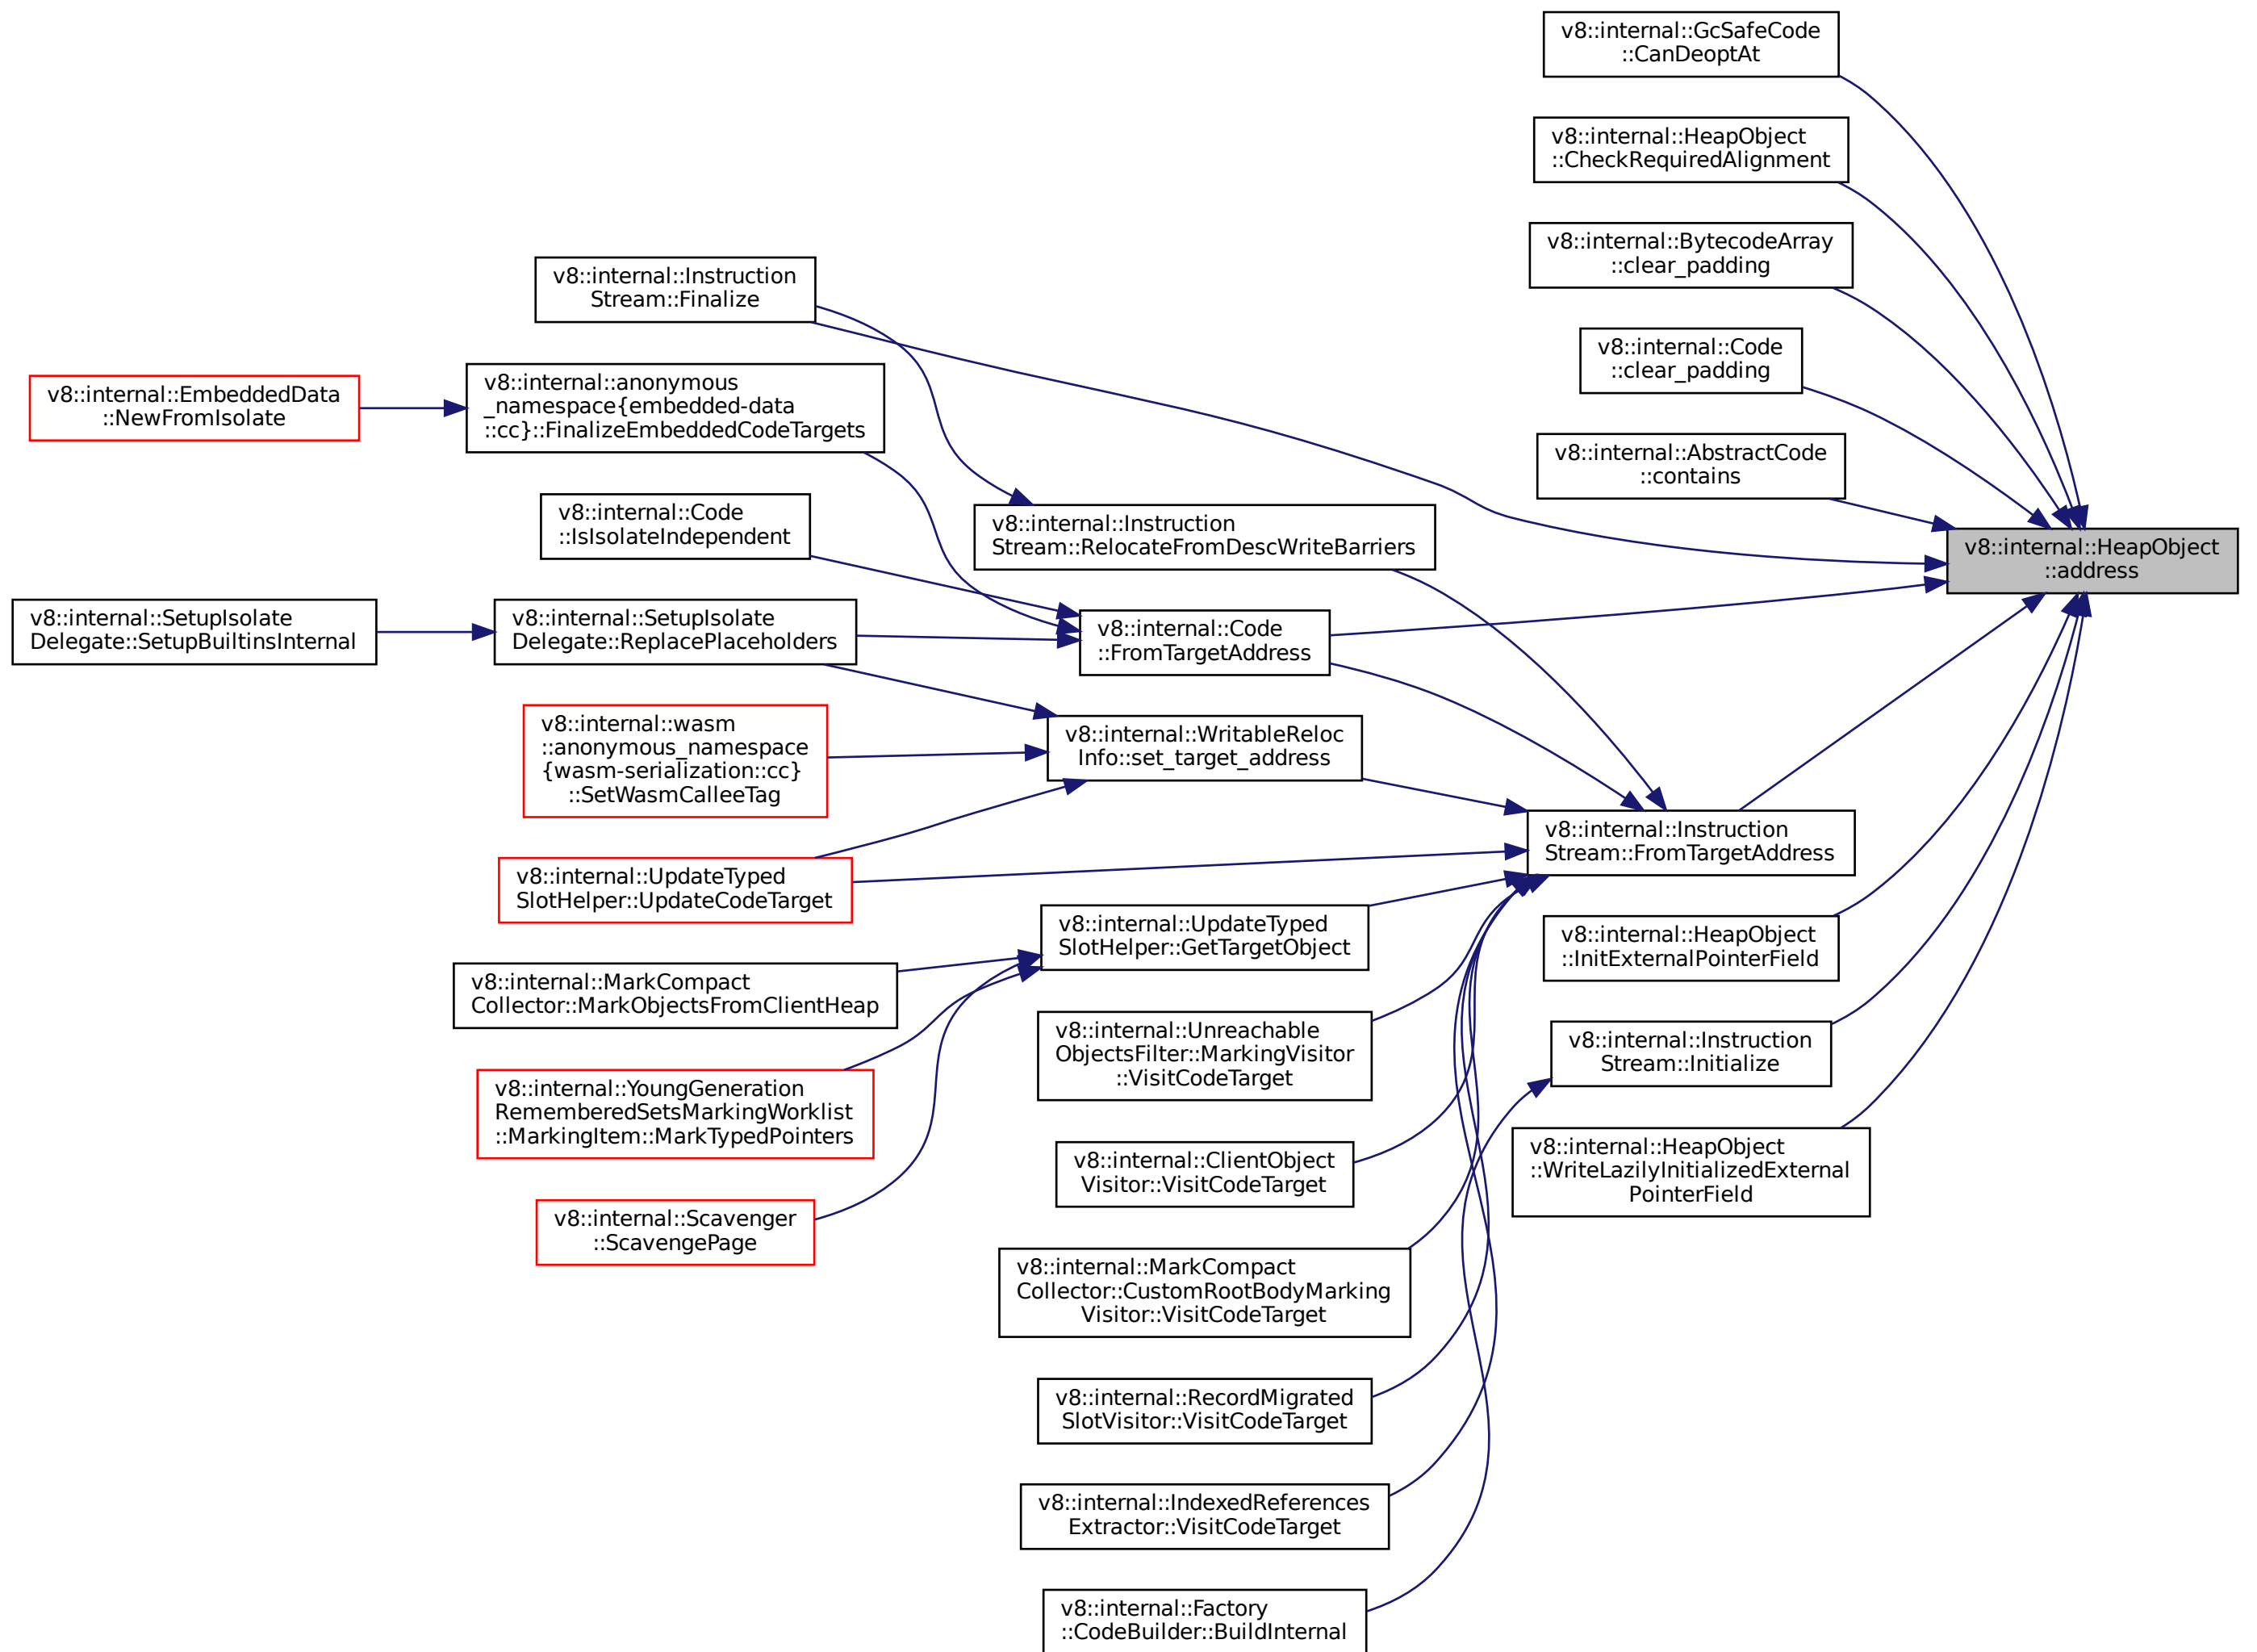 v8::internal::GcSafeCode
::CanDeoptAt
v8::internal::HeapObject
::CheckRequiredAlignment
v8::internal::BytecodeArray
::clear_padding
v8::internal::Code
::clear_padding
v8::internal::AbstractCode
::contains
v8::internal::HeapObject
::address
v8::internal::Instruction
Stream::Finalize
v8::internal::anonymous
_namespace{embedded-data
::cc}::FinalizeEmbeddedCodeTargets
v8::internal::EmbeddedData
::NewFromIsolate
v8::internal::Code
::IsIsolateIndependent
v8::internal::Instruction
Stream::RelocateFromDescWriteBarriers
v8::internal::SetupIsolate
Delegate::SetupBuiltinsInternal
v8::internal::SetupIsolate
Delegate::ReplacePlaceholders
v8::internal::Code
::FromTargetAddress
v8::internal::wasm
::anonymous_namespace
{wasm-serialization::cc}
::SetWasmCalleeTag
v8::internal::WritableReloc
Info::set_target_address
v8::internal::Instruction
Stream::FromTargetAddress
v8::internal::UpdateTyped
SlotHelper::UpdateCodeTarget
v8::internal::UpdateTyped
SlotHelper::GetTargetObject
v8::internal::HeapObject
::InitExternalPointerField
v8::internal::MarkCompact
Collector::MarkObjectsFromClientHeap
v8::internal::Unreachable
ObjectsFilter::MarkingVisitor
::VisitCodeTarget
v8::internal::Instruction
Stream::Initialize
v8::internal::YoungGeneration
RememberedSetsMarkingWorklist
::MarkingItem::MarkTypedPointers
v8::internal::ClientObject
Visitor::VisitCodeTarget
v8::internal::HeapObject
::WriteLazilyInitializedExternal
PointerField
v8::internal::Scavenger
::ScavengePage
v8::internal::MarkCompact
Collector::CustomRootBodyMarking
Visitor::VisitCodeTarget
v8::internal::RecordMigrated
SlotVisitor::VisitCodeTarget
v8::internal::IndexedReferences
Extractor::VisitCodeTarget
v8::internal::Factory
::CodeBuilder::BuildInternal